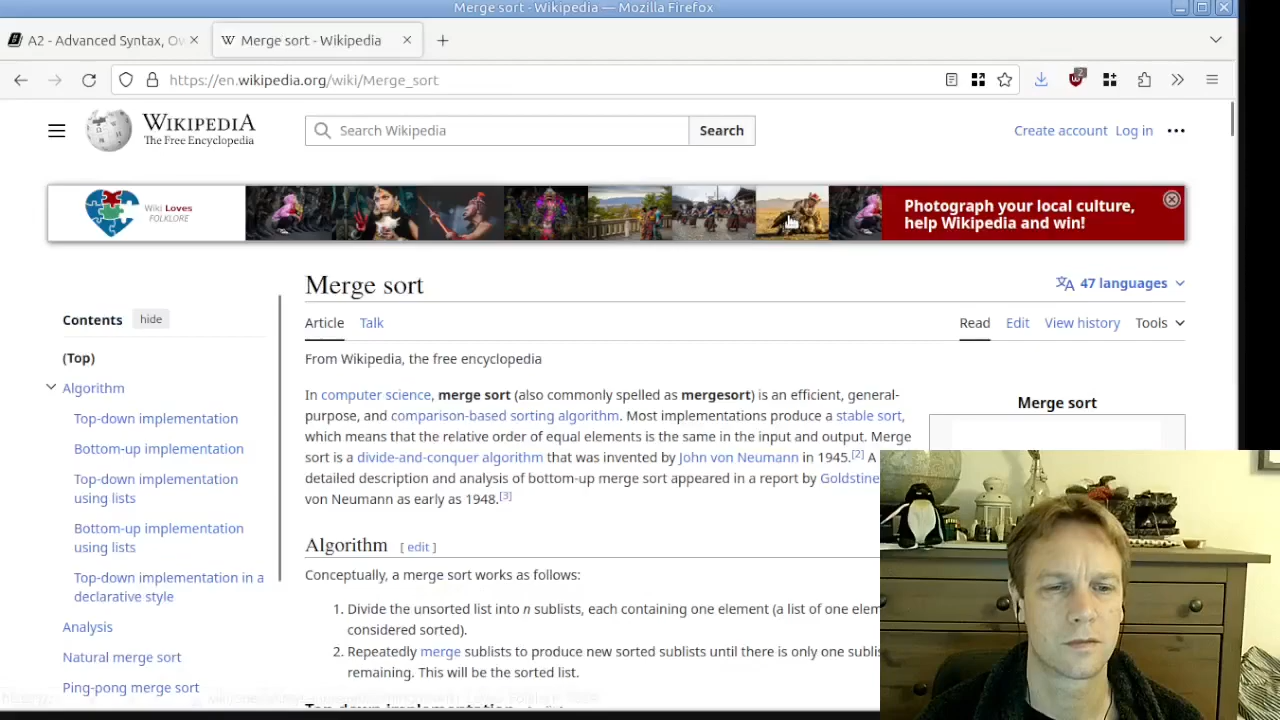 Merge sort - Wikipedia — Mozilla Firefox
A2 - Advanced Syntax, Ov
Merge sort - Wikipedia
https://en.wikipedia.org/wiki/Merge_sort
2
WIKIPEDIA
The Free Encyclopedia
Search Wikipedia
Search
Create account
Log in
Wiki Loves
FOLKLORE
Photograph your local culture,
help Wikipedia and win!
Merge sort
47 languages
Contents
hide
Article
Talk
Read
Edit
View history
Tools
(Top)
Algorithm
Top-down implementation
Bottom-up implementation
Top-down implementation
using lists
Bottom-up implementation
using lists
Top-down implementation in a
declarative style
Analysis
Natural merge sort
Ping-pong merge sort
From Wikipedia, the free encyclopedia
In computer science, merge sort (also commonly spelled as mergesort) is an efficient, general-
purpose, and comparison-based sorting algorithm. Most implementations produce a stable sort,
which means that the relative order of equal elements is the same in the input and output. Merge
sort is a divide-and-conquer algorithm that was invented by John von Neumann in 1945.[2] A
detailed description and analysis of bottom-up merge sort appeared in a report by Goldstine
von Neumann as early as 1948.[3]
Merge sort
Algorithm [ edit ]
Conceptually, a merge sort works as follows:
1. Divide the unsorted list into n sublists, each containing one element (a list of one elem
considered sorted).
2. Repeatedly merge sublists to produce new sorted sublists until there is only one sublis
remaining. This will be the sorted list.